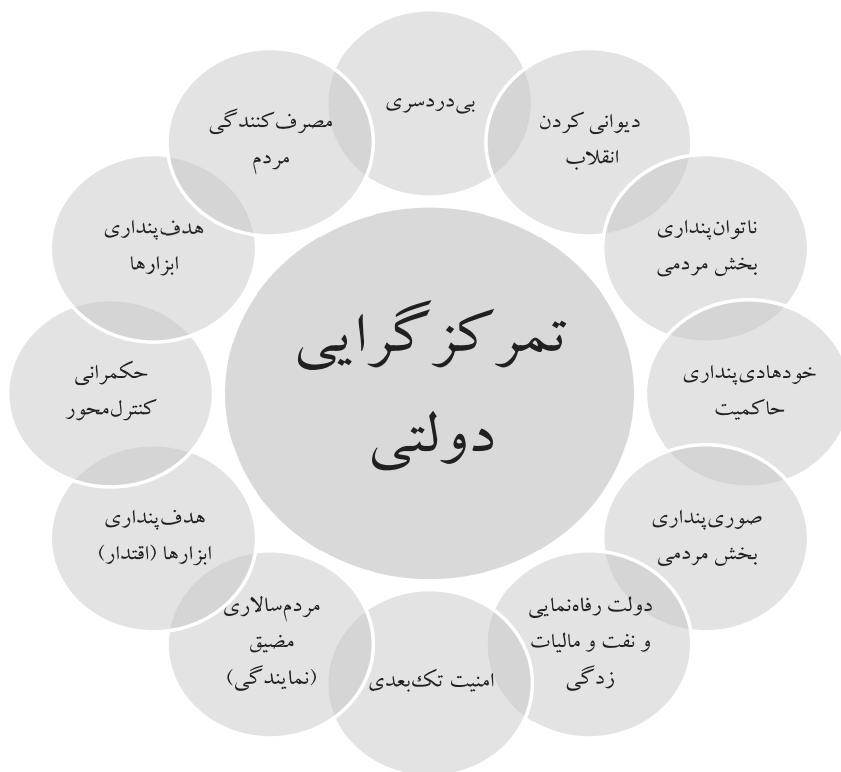 بی‌دردسری
دیوانی کردن
انقلاب
ناتوان‌پنداری
بخش مردمی
خودهادی‌پنداری
حاکمیت
صوری‌پنداری
بخش مردمی
دولت رفاه‌نمایی
و نفت و مالیات
زدگی
امنیت تک‌بعدی
مردم‌سالاری
مضیق
(نمایندگی)
هدف‌پنداری
ابزارها (اقتدار)
حکمرانی
کنترل‌محور
هدف‌پنداری
ابزارها
مصرف‌کنندگی
مردم
تمرکزگرایی
دولتی